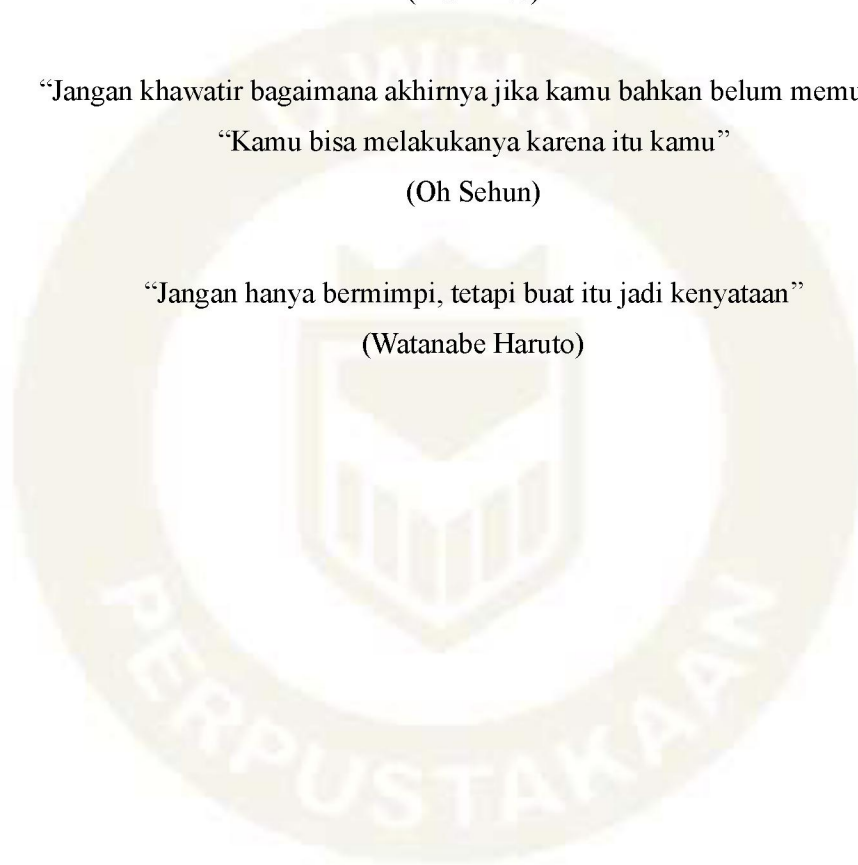 “Jangan khawatir bagaimana akhirnya jika kamu bahkan belum
“Kamu bisa melakukanya karena itu kamu”
(Oh Sehun)
“Jangan hanya bermimpi, tetapi buat itu jadi kenyataan”
(Watanabe Haruto)
PERPUSTAKAAN